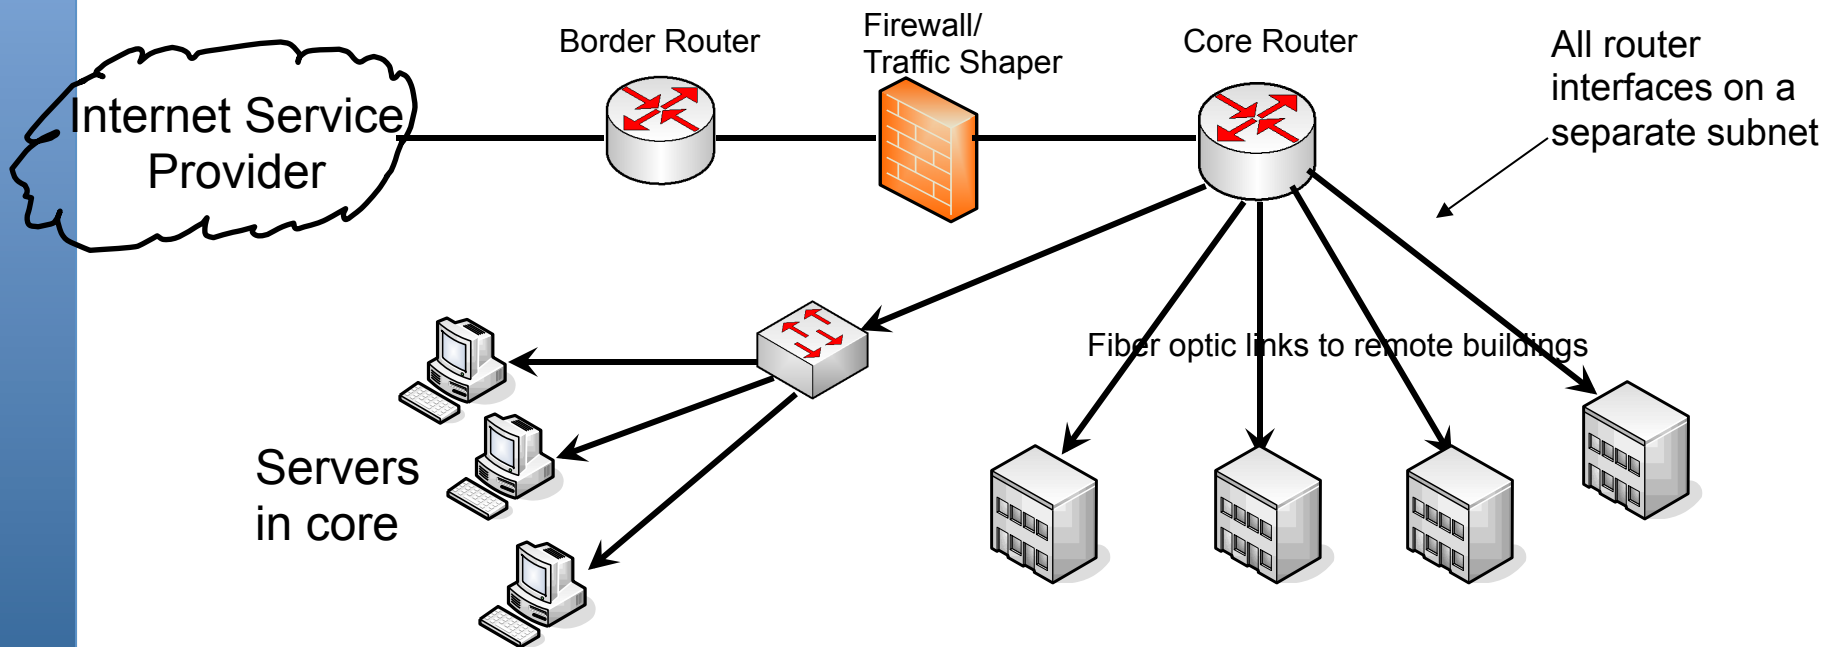 Border Router
Firewall/
Traffic Shaper
Core Router
All router
interfaces on a
separate subnet
Internet Service
Provider
Fiber optic links to remote buildings
Servers
in core